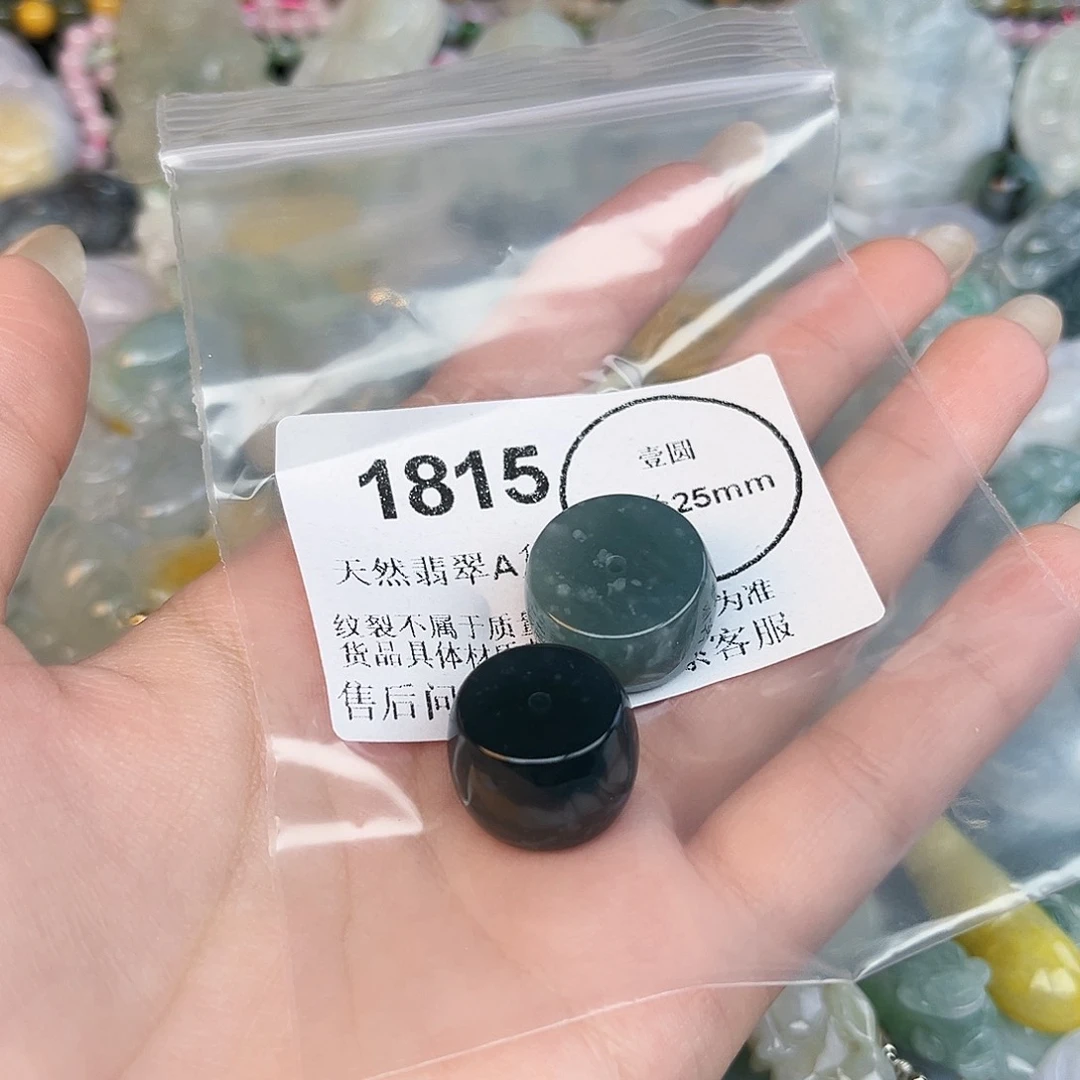 1815
壹圆
25mm
天然翡翠A
纹裂不属于质
为准
货品具体材
客服
售后问